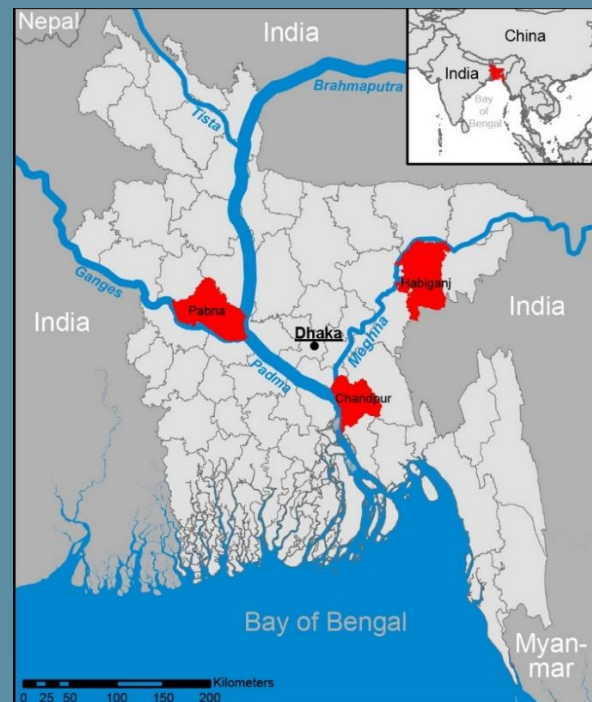 Nepal
India
China
India
Bay
of
Bengal
Brahmaputra
Tista
Ganges
Pabna
Habiganj
India
India
Dhaka
Meghna
Padma
Chandpur
Bay of Bengal
Myan-
mar
Kilometers
0 25 50 100 150 200